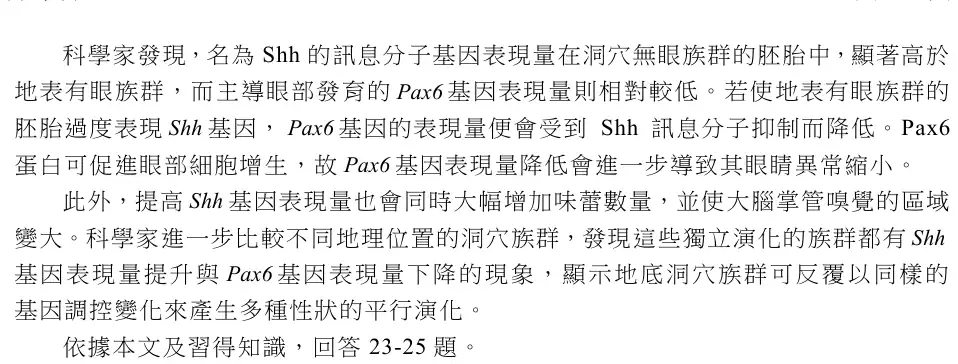 科學家發現，名為 Shh 的訊息分子基因表現量在洞穴無眼族群的胚胎中，顯著高於
地表有眼族群，而主導眼部發育的 Pax6 基因表現量則相對較低。若使地表有眼族群的
胚胎過度表現 Shh 基因， Pax6 基因的表現量便會受到 Shh 訊息分子抑制而降低。Pax6
蛋白可促進眼部細胞增生，故 Pax6 基因表現量降低會進一步導致其眼睛異常縮小。
此外，提高 Shh 基因表現量也會同時大幅增加味蕾數量，並使大腦掌管嗅覺的區域
變大。科學家進一步比較不同地理位置的洞穴族群，發現這些獨立演化的族群都有 Shh
基因表現量提升與 Pax6 基因表現量下降的現象，顯示地底洞穴族群可反覆以同樣的
基因調控變化來產生多種性狀的平行演化。
依據本文及習得知識，回答 23-25 題。